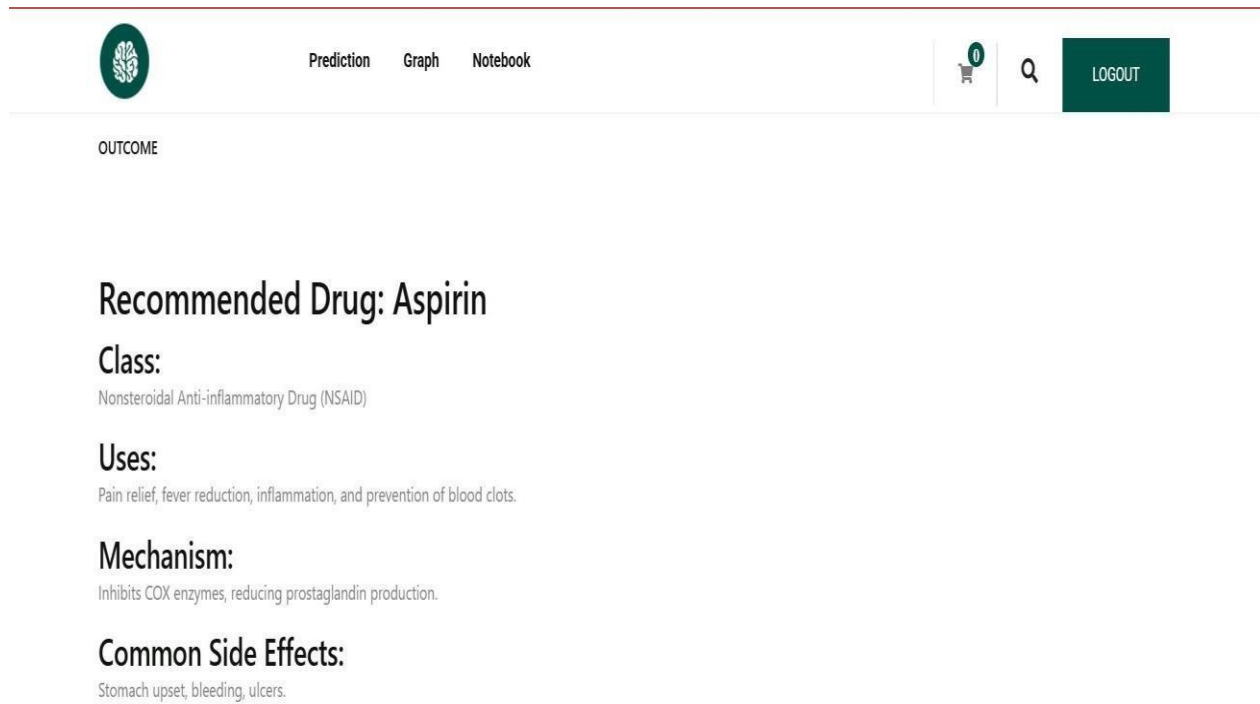 Prediction Graph Notebook
0
LOGOUT
OUTCOME
Recommended Drug: Aspirin
Class:
Nonsteroidal Anti-inflammatory Drug (NSAID)
Uses:
Pain relief, fever reduction, inflammation, and prevention of blood clots.
Mechanism:
Inhibits COX enzymes, reducing prostaglandin production.
Common Side Effects:
Stomach upset, bleeding, ulcers.